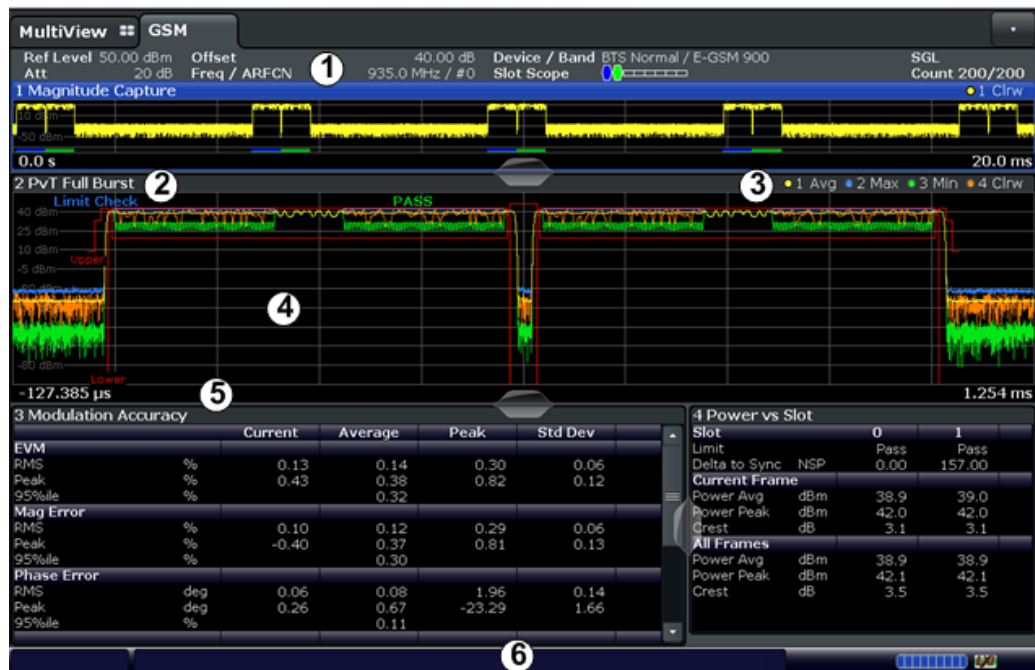 MultiView GSM
Ref Level 50.00 dBm Offset 40.00 dB Device / Band BTS Normal / E-GSM 900 SGL
Att 20 dB Freq / ARFCN 935.0 MHz / #0 Slot Scope Count 200/200
1
1 Magnitude Capture 1 Clrw
10 dBm
-50 dBm
0.0 s 20.0 ms
2 PvT Full Burst 2 3 1 Avg 2 Max 3 Min 4 Clrw
Limit Check PASS
40 dBm
25 dBm
10 dBm
Upper
-5 dBm
4
-80 dBm
Lower
-127.385 µs 5 1.254 ms
3 Modulation Accuracy
Current Average Peak Std Dev
EVM
RMS % 0.13 0.14 0.30 0.06
Peak % 0.43 0.38 0.82 0.12
95%ile % 0.32
Mag Error
RMS % 0.10 0.12 0.29 0.06
Peak % -0.40 0.37 0.81 0.13
95%ile % 0.30
Phase Error
RMS deg 0.06 0.08 1.96 0.14
Peak deg 0.26 0.67 -23.29 1.66
95%ile % 0.11
4 Power vs Slot
Slot 0 1
Limit Pass Pass
Delta to Sync NSP 0.00 157.00
Current Frame
Power Avg dBm 38.9 39.0
Power Peak dBm 42.0 42.0
Crest dB 3.1 3.1
All Frames
Power Avg dBm 38.9 38.9
Power Peak dBm 42.1 42.1
Crest dB 3.5 3.5
6